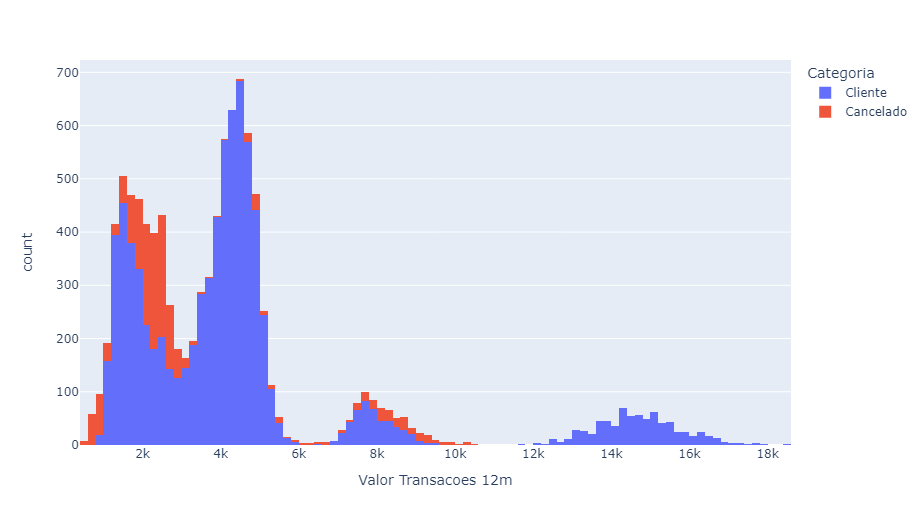 Categoria
Cliente
Cancelado
count
700
600
500
400
300
200
100
0
2k 4k 6k 8k 10k 12k 14k 16k 18k
Valor Transacoes 12m